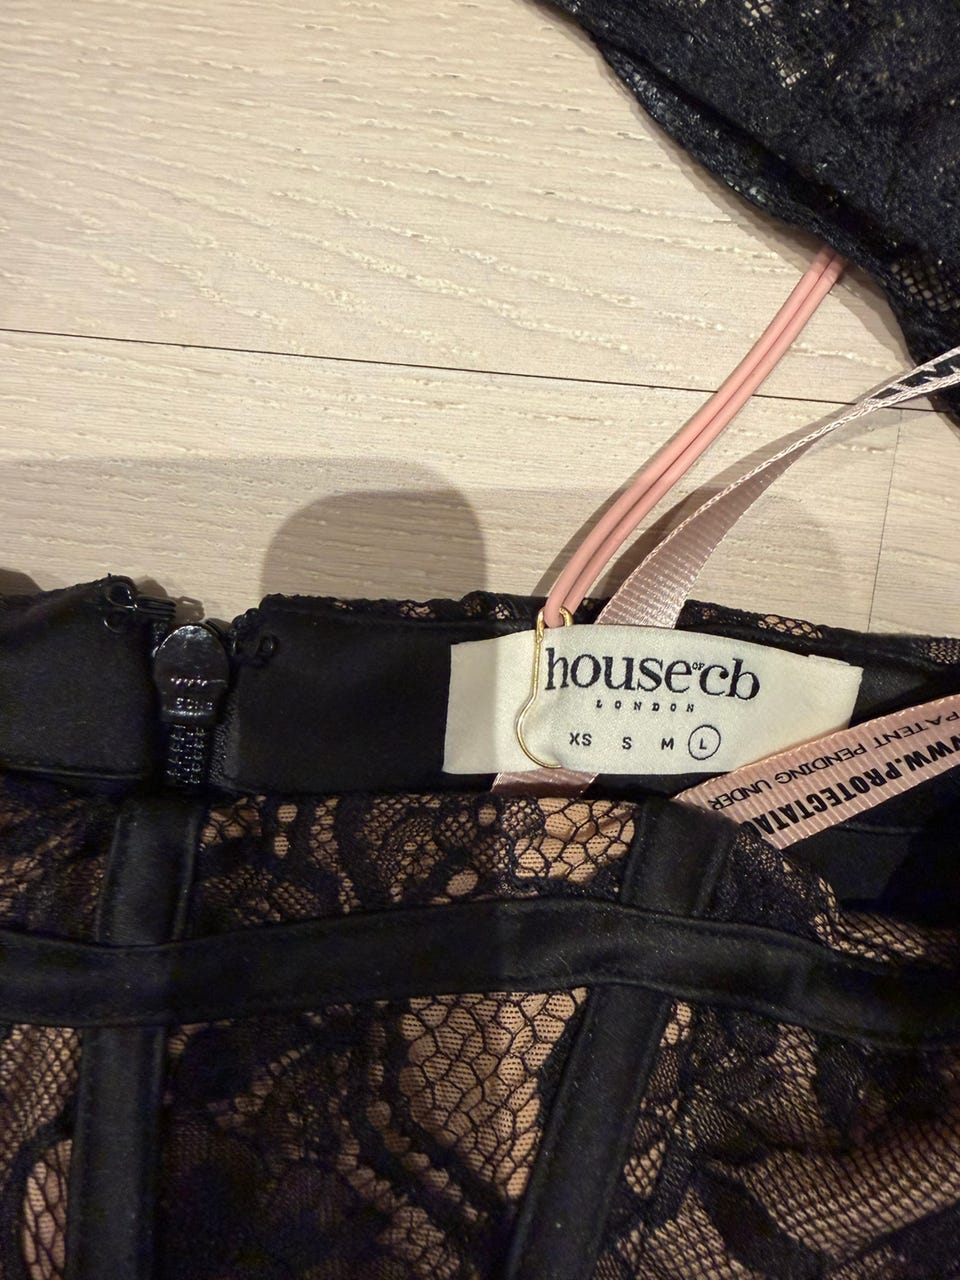 house OF cb
LONDON
XS S M L
PATENT PENDING UNDER
WWW.PROTECTA